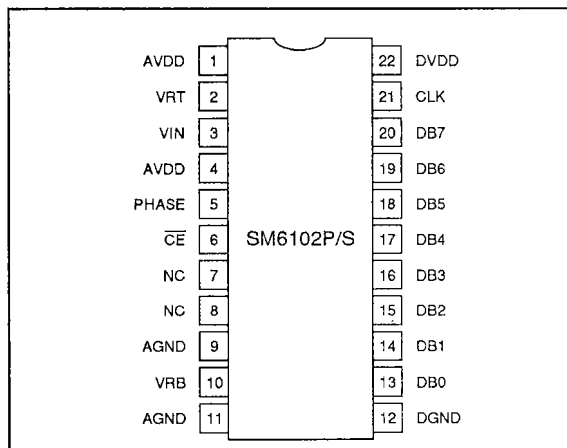 AVDD 1 22 DVDD
VRT 2 21 CLK
VIN 3 20 DB7
AVDD 4 19 DB6
PHASE 5 18 DB5
CE 6 SM6102P/S 17 DB4
NC 7 16 DB3
NC 8 15 DB2
AGND 9 14 DB1
VRB 10 13 DB0
AGND 11 12 DGND